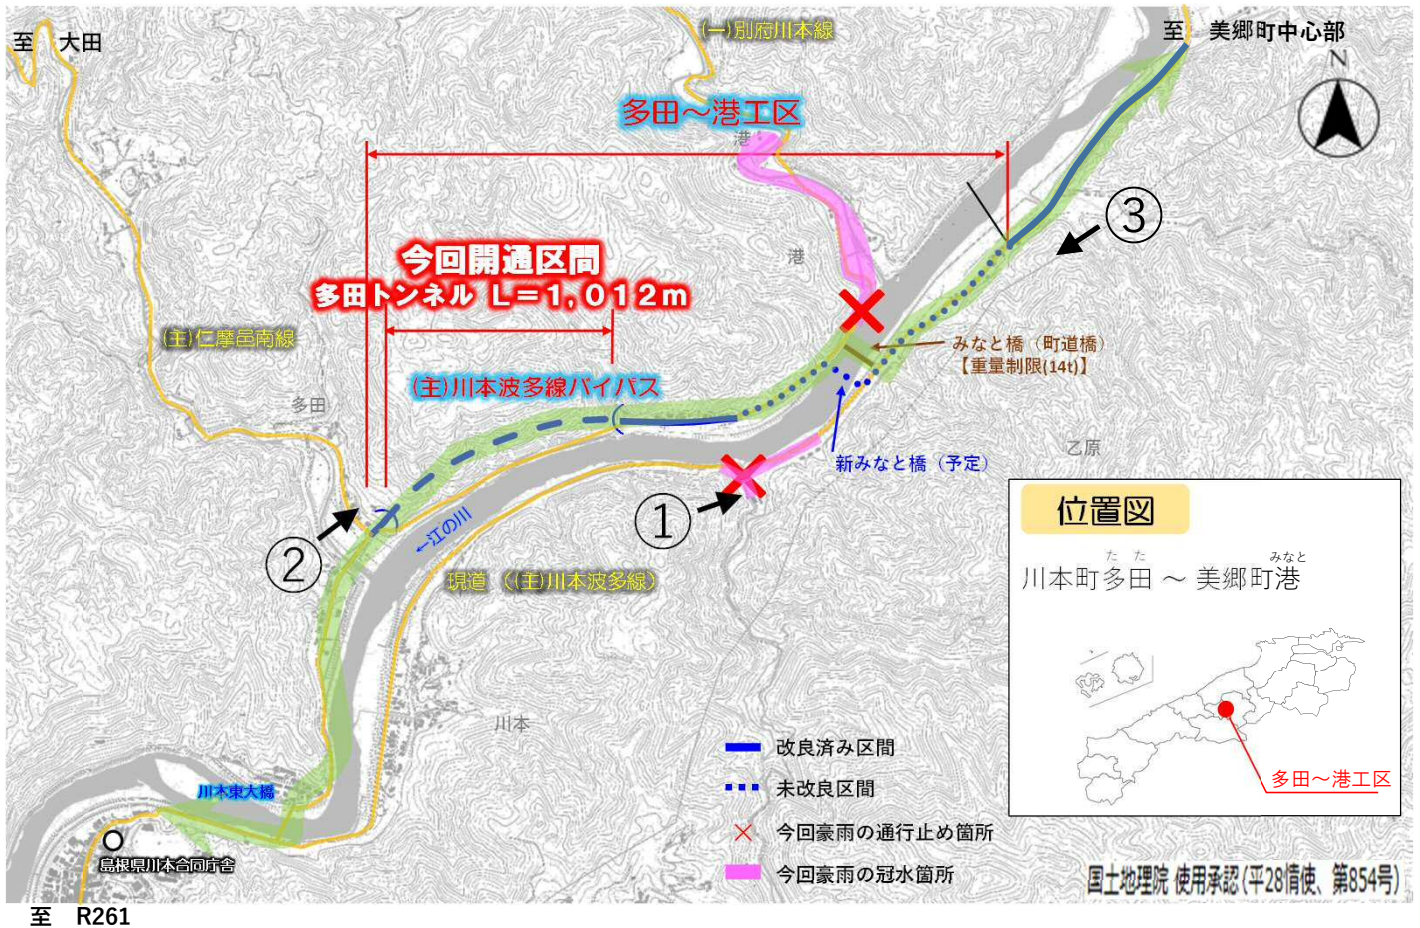 至 大田
(一)別府川本線
至 美郷町中心部
N
多田～港工区
港
③
今回開通区間
多田トンネル L=1,012m
港
(主)仁摩邑南線
みなと橋（町道橋）
【重量制限(14t)】
(主)川本波多線バイパス
多田
乙原
新みなと橋（予定）
①
②
←江の川
現道 （(主)川本波多線）
位置図
た た
みなと
川本町多田 ～ 美郷町港
多田～港工区
川本
改良済み区間
未改良区間
今回豪雨の通行止め箇所
今回豪雨の冠水箇所
川本東大橋
島根県川本合同庁舎
国土地理院 使用承認(平28情使、第854号)
至 R261